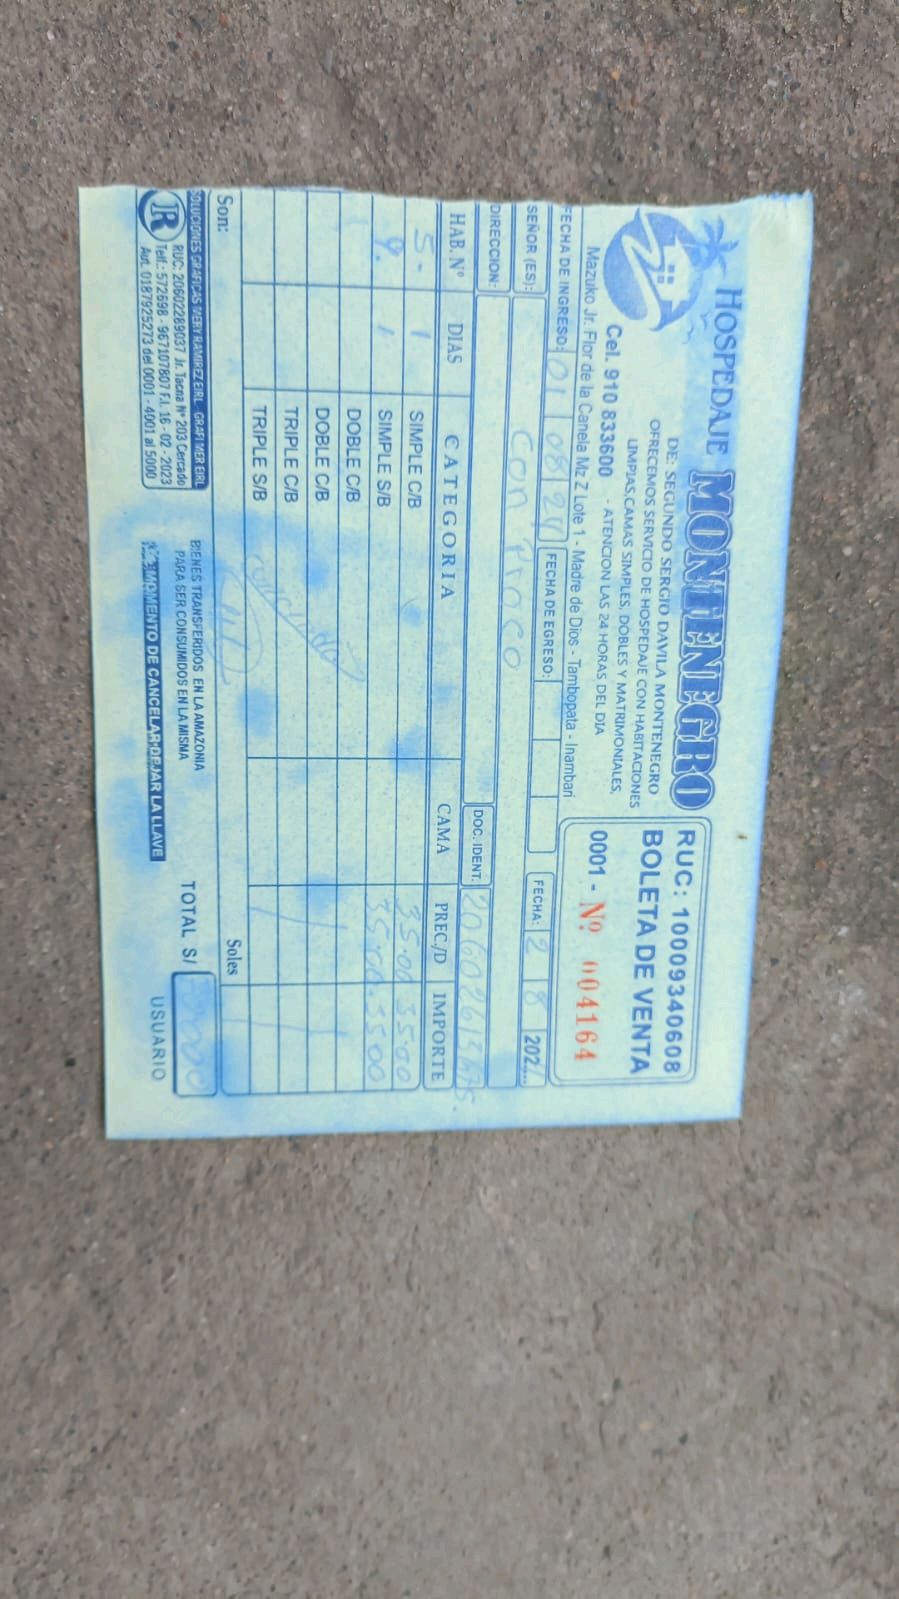 HOSPEDAJE MONTENEGRO
DE: SEGUNDO SERGIO DAVILA MONTENEGRO
OFRECEMOS SERVICIO DE HOSPEDAJE CON HABITACIONES
LIMPIAS,CAMAS SIMPLES, DOBLES Y MATRIMONIALES,
Cel. 910 833600 - ATENCION LAS 24 HORAS DEL DIA
Mazuko Jr. Flor de la Canela Mz Z Lote 1 - Madre de Dios - Tambopata - Inambari
RUC: 10009340608
BOLETA DE VENTA
0001 - Nº 004164
FECHA DE INGRESO: 01 08 24 FECHA DE EGRESO: FECHA: 2 8 202
SEÑOR (ES): Con Proco
DIRECCION: DOC. IDENT. 20602613475
HAB. Nº DIAS CATEGORIA CAMA PREC./D IMPORTE
5- 1 SIMPLE C/B 35.00 35.00
9. 1 SIMPLE S/B 35.00 35.00
DOBLE C/B
DOBLE C/B
TRIPLE C/B
TRIPLE S/B
Son: Soles
SOLUCIONES GRAFICAS MERY RAMIREZ EIRL - GRAFI MER EIRL
RUC: 20602289037 Jr. Tacna Nº 203 Cercado
Telf.: 572698 - 967107807 F.I. 16 - 02 - 2023
Aut. 0187925273 del 0001 - 4001 al 5000
BIENES TRANSFERIDOS EN LA AMAZONIA
PARA SER CONSUMIDOS EN LA MISMA
MOMENTO DE CANCELAR DEJAR LA LLAVE
TOTAL S/
USUARIO